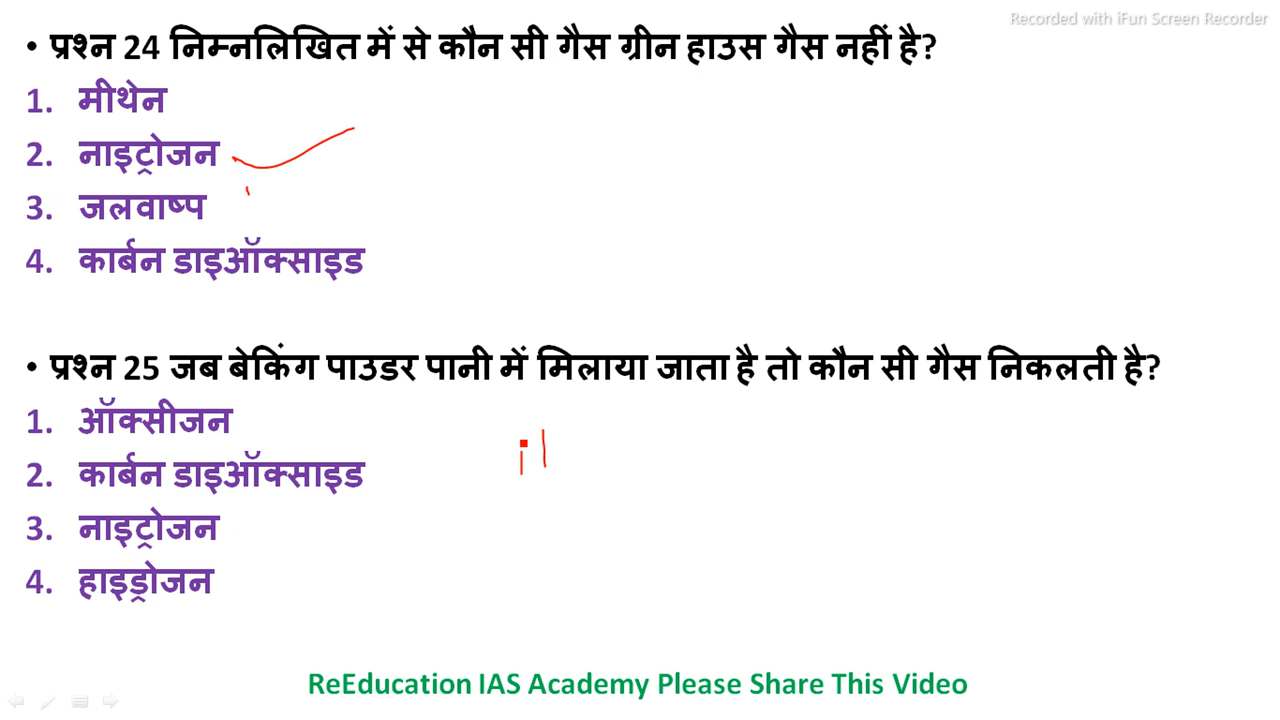 Recorded with iFun Screen Recorder
• प्रश्न 24 निम्नलिखित में से कौन सी गैस ग्रीन हाउस गैस नहीं है?
1. मीथेन
2. नाइट्रोजन
3. जलवाष्प
4. कार्बन डाइऑक्साइड
• प्रश्न 25 जब बेकिंग पाउडर पानी में मिलाया जाता है तो कौन सी गैस निकलती है?
1. ऑक्सीजन
2. कार्बन डाइऑक्साइड
3. नाइट्रोजन
4. हाइड्रोजन
ReEducation IAS Academy Please Share This Video